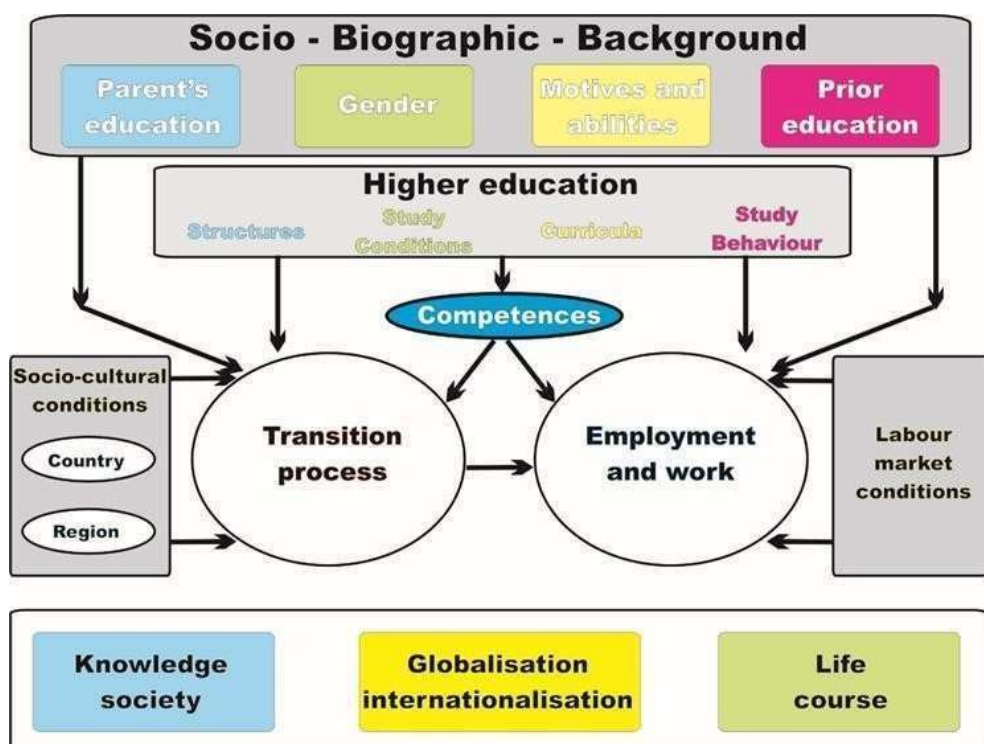 Socio - Biographic - Background
Parent's
education
Gender
Motives and
abilities
Prior
education
Higher education
Structures
Study
Conditions
Curricula
Study
Behaviour
Competences
Socio-cultural
conditions
Country
Region
Transition
process
Employment
and work
Labour
market
conditions
Knowledge
society
Globalisation
internationalisation
Life
course